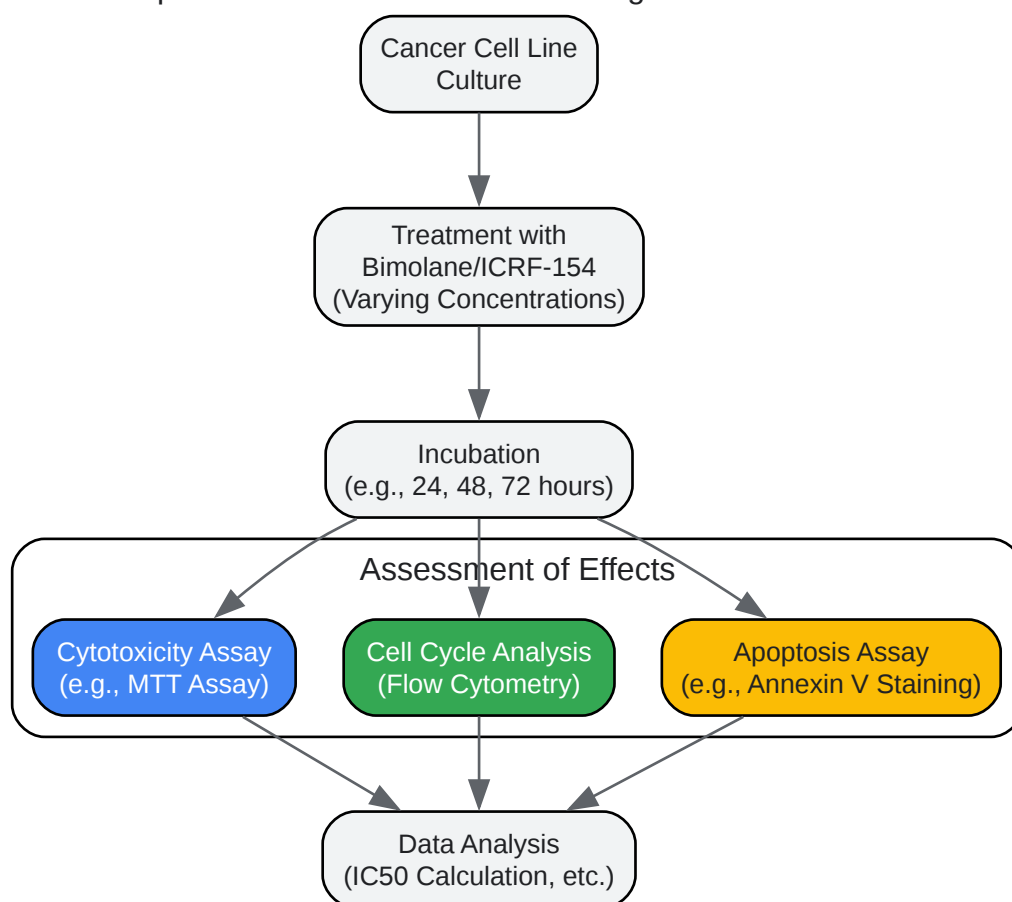 Cancer Cell Line
Culture
Treatment with
Bimolane/ICRF-154
(Varying Concentrations)
Incubation
(e.g., 24, 48, 72 hours)
Assessment of Effects
Cytotoxicity Assay
(e.g., MTT Assay)
Cell Cycle Analysis
(Flow Cytometry)
Apoptosis Assay
(e.g., Annexin V Staining)
Data Analysis
(IC50 Calculation, etc.)